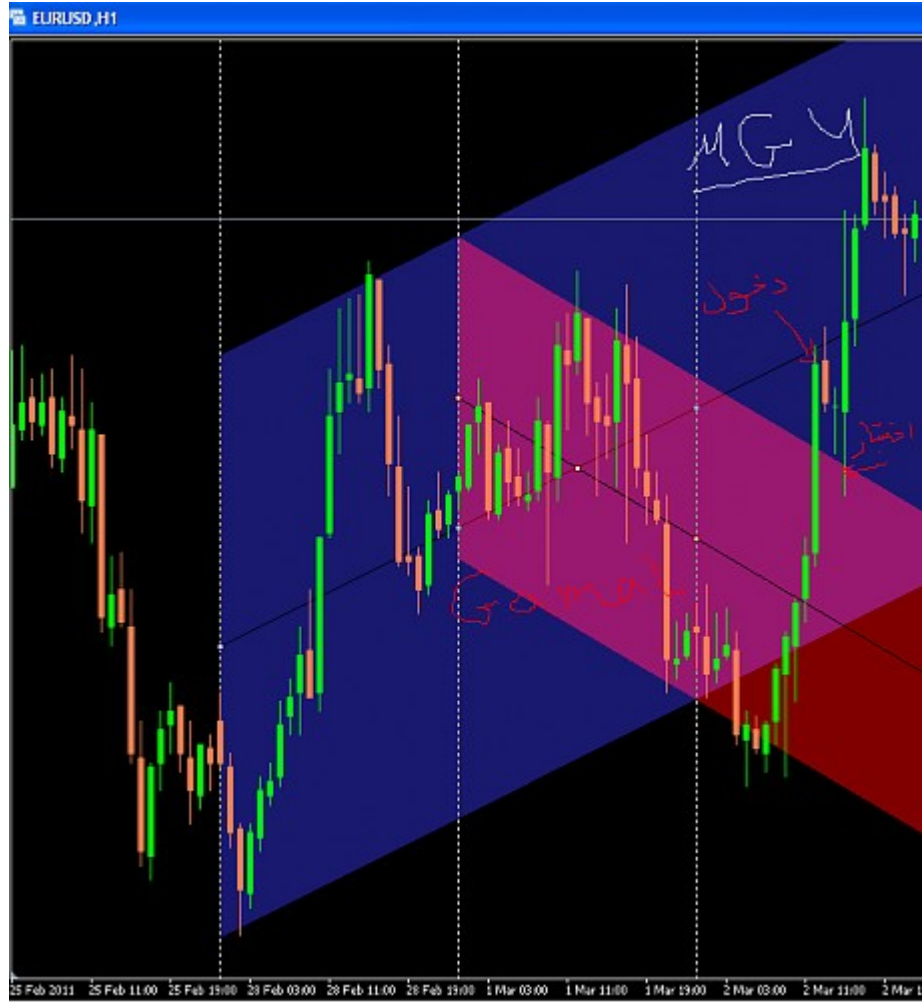 EURUSD,H1
MGY
دخول
Gamal
25 Feb 2011 25 Feb 11:00 25 Feb 19:00 28 Feb 03:00 28 Feb 11:00 28 Feb 19:00 1 Mar 03:00 1 Mar 11:00 1 Mar 19:00 2 Mar 03:00 2 Mar 11:00